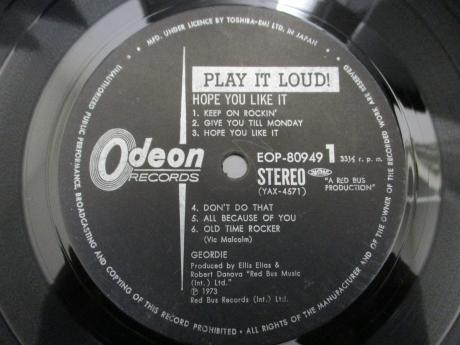 • MFD. UNDER LICENCE BY TOSHIBA-EMI LTD. IN JAPAN • UNAUTHORIZED PUBLIC PERFORMANCE, BROADCASTING AND COPYING OF THIS RECORD PROHIBITED • ALL RIGHTS OF THE MANUFACTURER AND OF THE OWNER OF THE RECORDED WORK ARE RESERVED
PLAY IT LOUD!
HOPE YOU LIKE IT
1. KEEP ON ROCKIN'
2. GIVE YOU TILL MONDAY
3. HOPE YOU LIKE IT
Odeon
RECORDS
EOP-80949 1 33⅓ r. p. m.
STEREO
(YAX-4571)
"A RED BUS
PRODUCTION"
4. DON'T DO THAT
5. ALL BECAUSE OF YOU
6. OLD TIME ROCKER
(Vic Malcolm)
GEORDIE
Produced by Ellis Elias &
Robert Danova "Red Bus Music
(Int.) Ltd."
℗ 1973
Red Bus Records (Int.) Ltd.